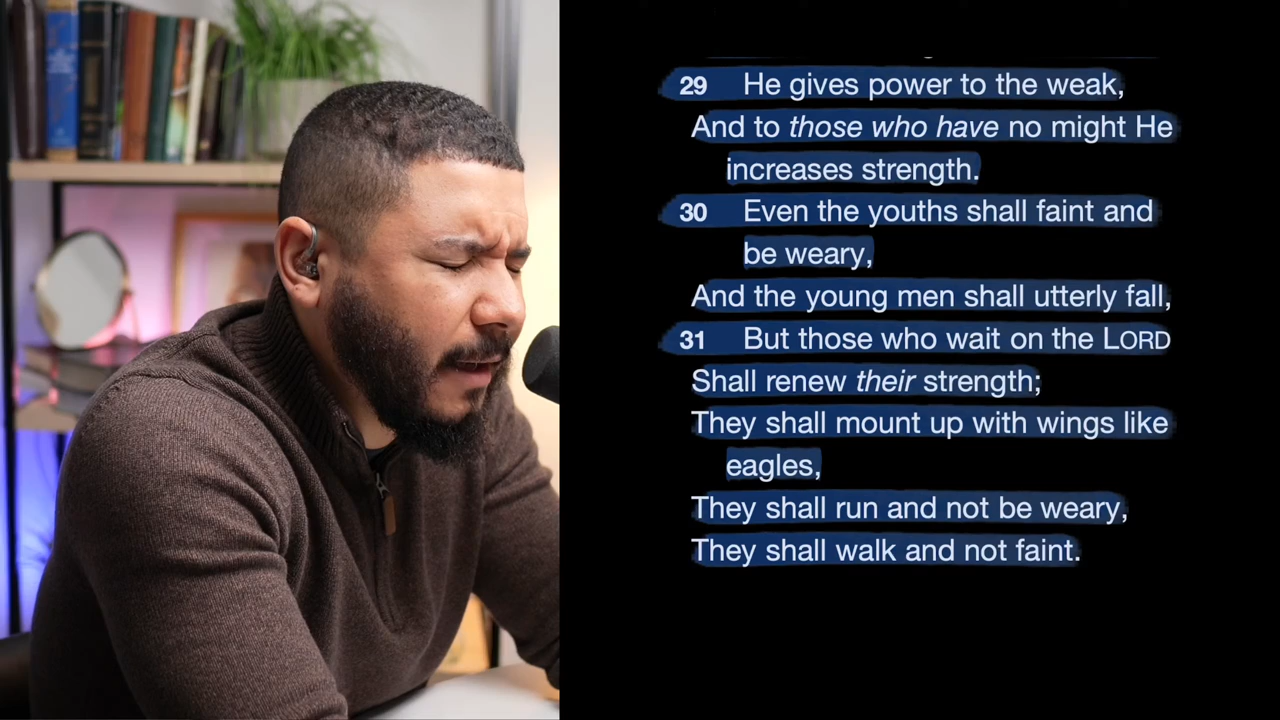 29 He gives power to the weak,
And to those who have no might He
increases strength.
30 Even the youths shall faint and
be weary,
And the young men shall utterly fall,
31 But those who wait on the LORD
Shall renew their strength;
They shall mount up with wings like
eagles,
They shall run and not be weary,
They shall walk and not faint.